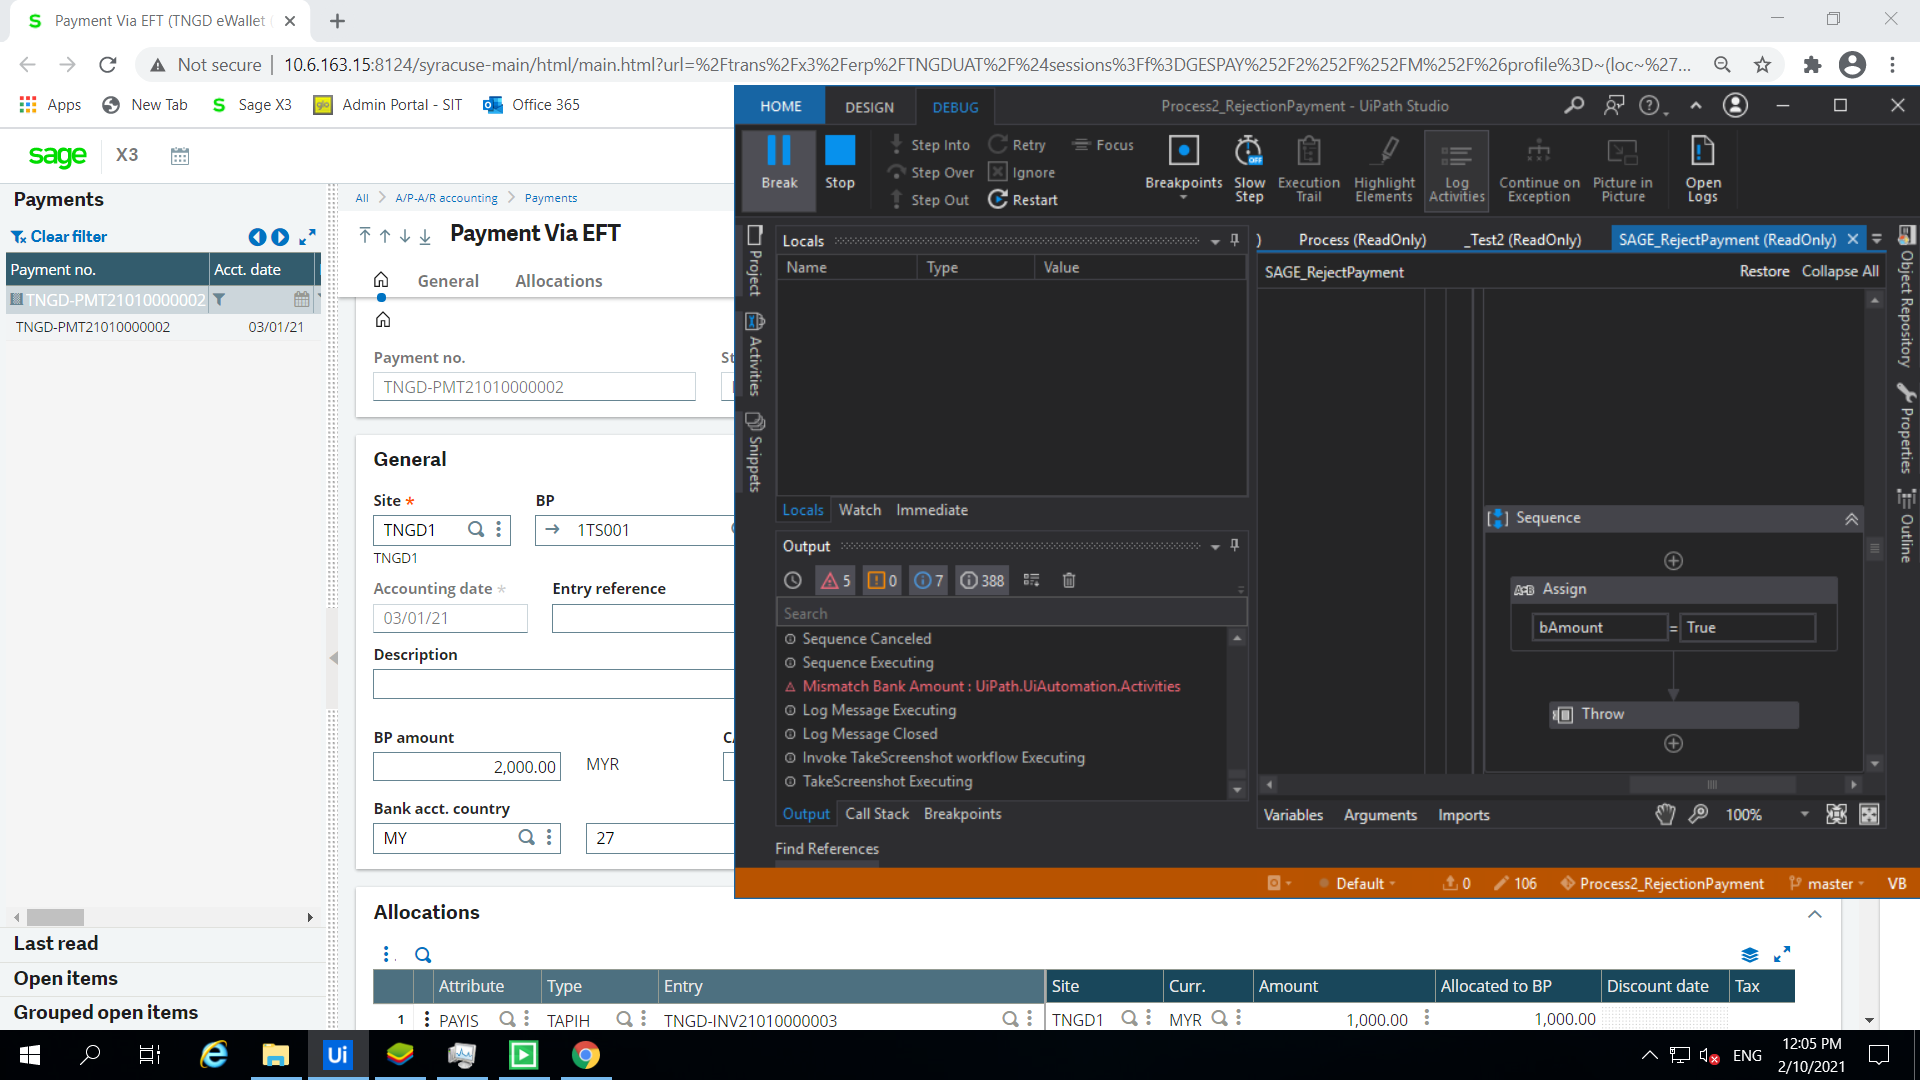 Payment Via EFT (TNGD eWallet (
Not secure | 10.6.163.15:8124/syracuse-main/html/main.html?url=%2Ftrans%2Fx3%2Ferp%2FTNGDUAT%2F%24sessions%3Ff%3DGESPAY%252F2%252F%252FM%252F%26profile%3D~(loc~%27...
Apps
New Tab
Sage X3
Admin Portal - SIT
Office 365
sage
X3
Payments
Clear filter
Payment no.
Acct. date
TNGD-PMT21010000002
TNGD-PMT21010000002
03/01/21
Last read
Open items
Grouped open items
All
A/P-A/R accounting
Payments
Payment Via EFT
General
Allocations
Payment no.
St
TNGD-PMT21010000002
General
Site *
BP
TNGD1
1TS001
TNGD1
Accounting date *
Entry reference
03/01/21
Description
BP amount
2,000.00
MYR
Bank acct. country
MY
27
Allocations
Attribute
Type
Entry
Site
Curr.
Amount
Allocated to BP
Discount date
Tax
1
PAYIS
TAPIH
TNGD-INV21010000003
TNGD1
MYR
1,000.00
1,000.00
HOME
DESIGN
DEBUG
Process2_RejectionPayment - UiPath Studio
Break
Stop
Step Into
Step Over
Step Out
Retry
Ignore
Restart
Focus
Breakpoints
Slow Step
OFF
Execution Trail
Highlight Elements
Log Activities
Continue on Exception
Picture in Picture
Open Logs
Project
Activities
Snippets
Locals
Name
Type
Value
Locals
Watch
Immediate
Output
5
0
7
388
Search
Sequence Canceled
Sequence Executing
Mismatch Bank Amount : UiPath.UiAutomation.Activities
Log Message Executing
Log Message Closed
Invoke TakeScreenshot workflow Executing
TakeScreenshot Executing
Output
Call Stack
Breakpoints
Find References
)
Process (ReadOnly)
_Test2 (ReadOnly)
SAGE_RejectPayment (ReadOnly)
SAGE_RejectPayment
Restore
Collapse All
Sequence
Assign
bAmount
=
True
Throw
Variables
Arguments
Imports
100%
Object Repository
Properties
Outline
Default
0
106
Process2_RejectionPayment
master
VB
Ui
ENG
12:05 PM
2/10/2021